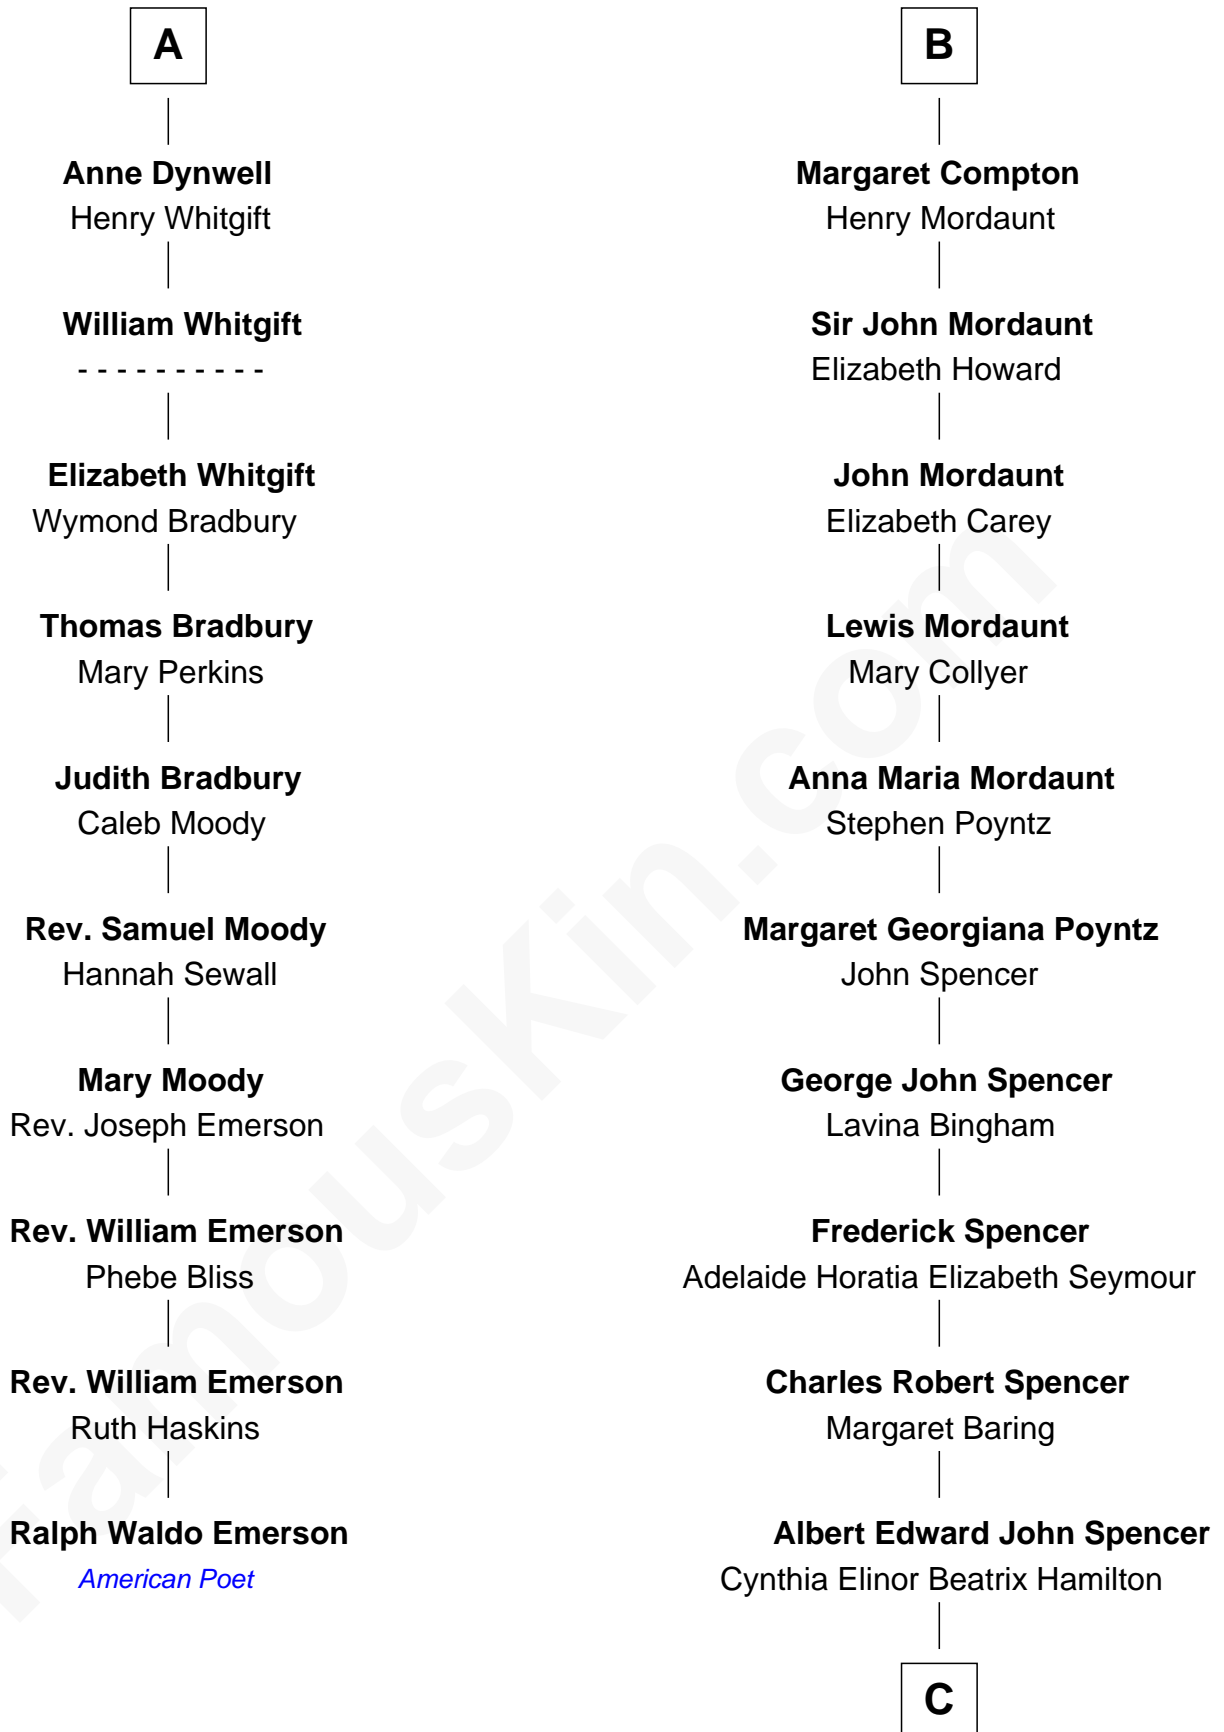 A
Anne Dynwell
Henry Whitgift
William Whitgift
- - - - - - - - - -
Elizabeth Whitgift
Wymond Bradbury
Thomas Bradbury
Mary Perkins
Judith Bradbury
Caleb Moody
Rev. Samuel Moody
Hannah Sewall
Mary Moody
Rev. Joseph Emerson
Rev. William Emerson
Phebe Bliss
Rev. William Emerson
Ruth Haskins
Ralph Waldo Emerson
American Poet
B
Margaret Compton
Henry Mordaunt
Sir John Mordaunt
Elizabeth Howard
John Mordaunt
Elizabeth Carey
Lewis Mordaunt
Mary Collyer
Anna Maria Mordaunt
Stephen Poyntz
Margaret Georgiana Poyntz
John Spencer
George John Spencer
Lavina Bingham
Frederick Spencer
Adelaide Horatia Elizabeth Seymour
Charles Robert Spencer
Margaret Baring
Albert Edward John Spencer
Cynthia Elinor Beatrix Hamilton
C
FamousKin.com